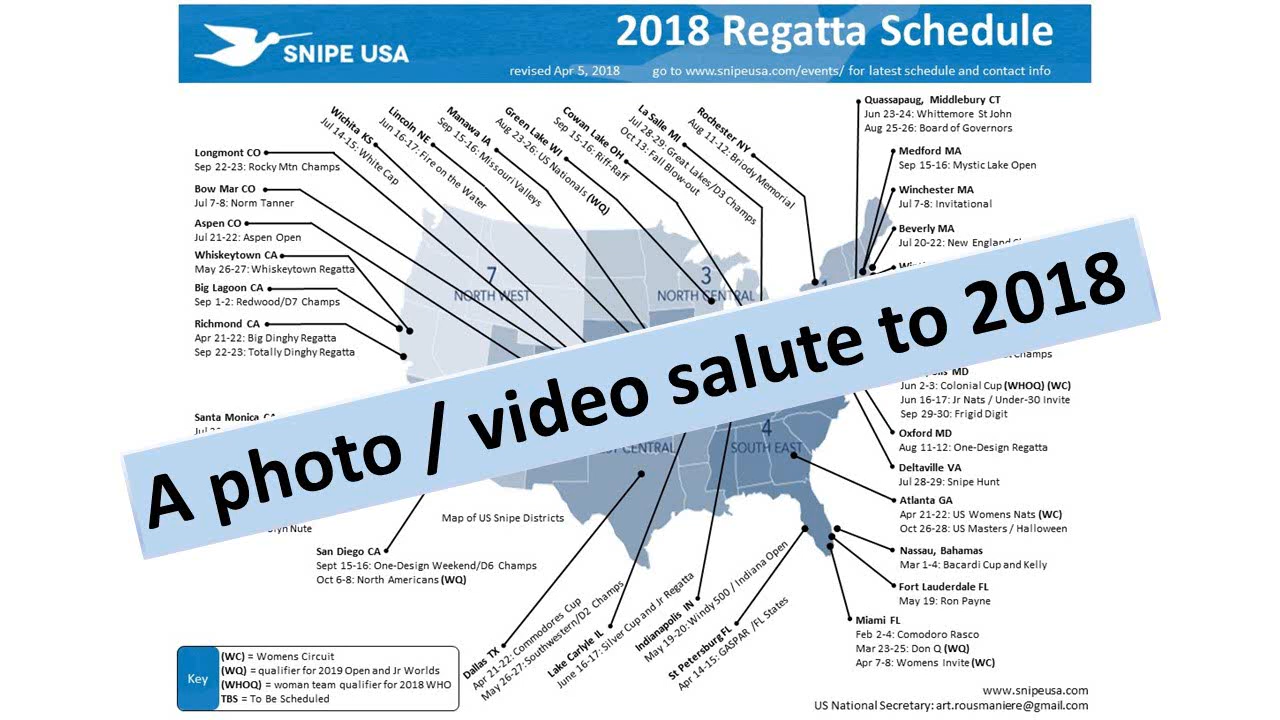 SNIPE USA
2018 Regatta Schedule
revised Apr 5, 2018 go to www.snipeusa.com/events/ for latest schedule and contact info
Longmont CO
Sep 22-23: Rocky Mtn Champs
Bow Mar CO
Jul 7-8: Norm Tanner
Aspen CO
Jul 21-22: Aspen Open
Whiskeytown CA
May 26-27: Whiskeytown Regatta
Big Lagoon CA
Sep 1-2: Redwood/D7 Champs
Richmond CA
Apr 21-22: Big Dinghy Regatta
Sep 22-23: Totally Dinghy Regatta
Santa Monica
Wichita KS
Jul 14-15: White Cap
Lincoln NE
Jun 16-17: Fire on the Water
Manawa IA
Sep 15-16: Missouri Valleys
Green Lake WI
Aug 23-26: US Nationals (WQ)
Cowan Lake OH
Sep 15-16: Riff-Raff
La Salle MI
Jul 28-29: Great Lakes/D3 Champs
Oct 13: Fall Blow-out
Rochester NY
Aug 11-12: Briody Memorial
Quassapaug, Middlebury CT
Jun 23-24: Whittemore St John
Aug 25-26: Board of Governors
Medford MA
Sep 15-16: Mystic Lake Open
Winchester MA
Jul 7-8: Invitational
Beverly MA
Jul 20-22: New England
7
NORTH WEST
3
NORTH CENTRAL
A photo / video salute to 2018
Champs
MD
Jun 2-3: Colonial Cup (WHOQ) (WC)
Jun 16-17: Jr Nats / Under-30 Invite
Sep 29-30: Frigid Digit
Oxford MD
Aug 11-12: One-Design Regatta
Deltaville VA
Jul 28-29: Snipe Hunt
Atlanta GA
Apr 21-22: US Womens Nats (WC)
Oct 26-28: US Masters / Halloween
Nassau, Bahamas
Mar 1-4: Bacardi Cup and Kelly
Fort Lauderdale FL
May 19: Ron Payne
Miami FL
Feb 2-4: Comodoro Rasco
Mar 23-25: Don Q (WQ)
Apr 7-8: Womens Invite (WC)
CENTRAL
4
SOUTH EAST
Nute
Map of US Snipe Districts
San Diego CA
Sept 15-16: One-Design Weekend/D6 Champs
Oct 6-8: North Americans (WQ)
Dallas TX
Apr 21-22: Commodores Cup
May 26-27: Southwestern/D2 Champs
Lake Carlyle IL
June 16-17: Silver Cup and Jr Regatta
Indianapolis IN
May 19-20: Windy 500 / Indiana Open
St Petersburg FL
Apr 14-15: GASPAR /FL States
Key
(WC) = Womens Circuit
(WQ) = qualifier for 2019 Open and Jr Worlds
(WHOQ) = woman team qualifier for 2018 WHO
TBS = To Be Scheduled
www.snipeusa.com
US National Secretary: art.rousmaniere@gmail.com